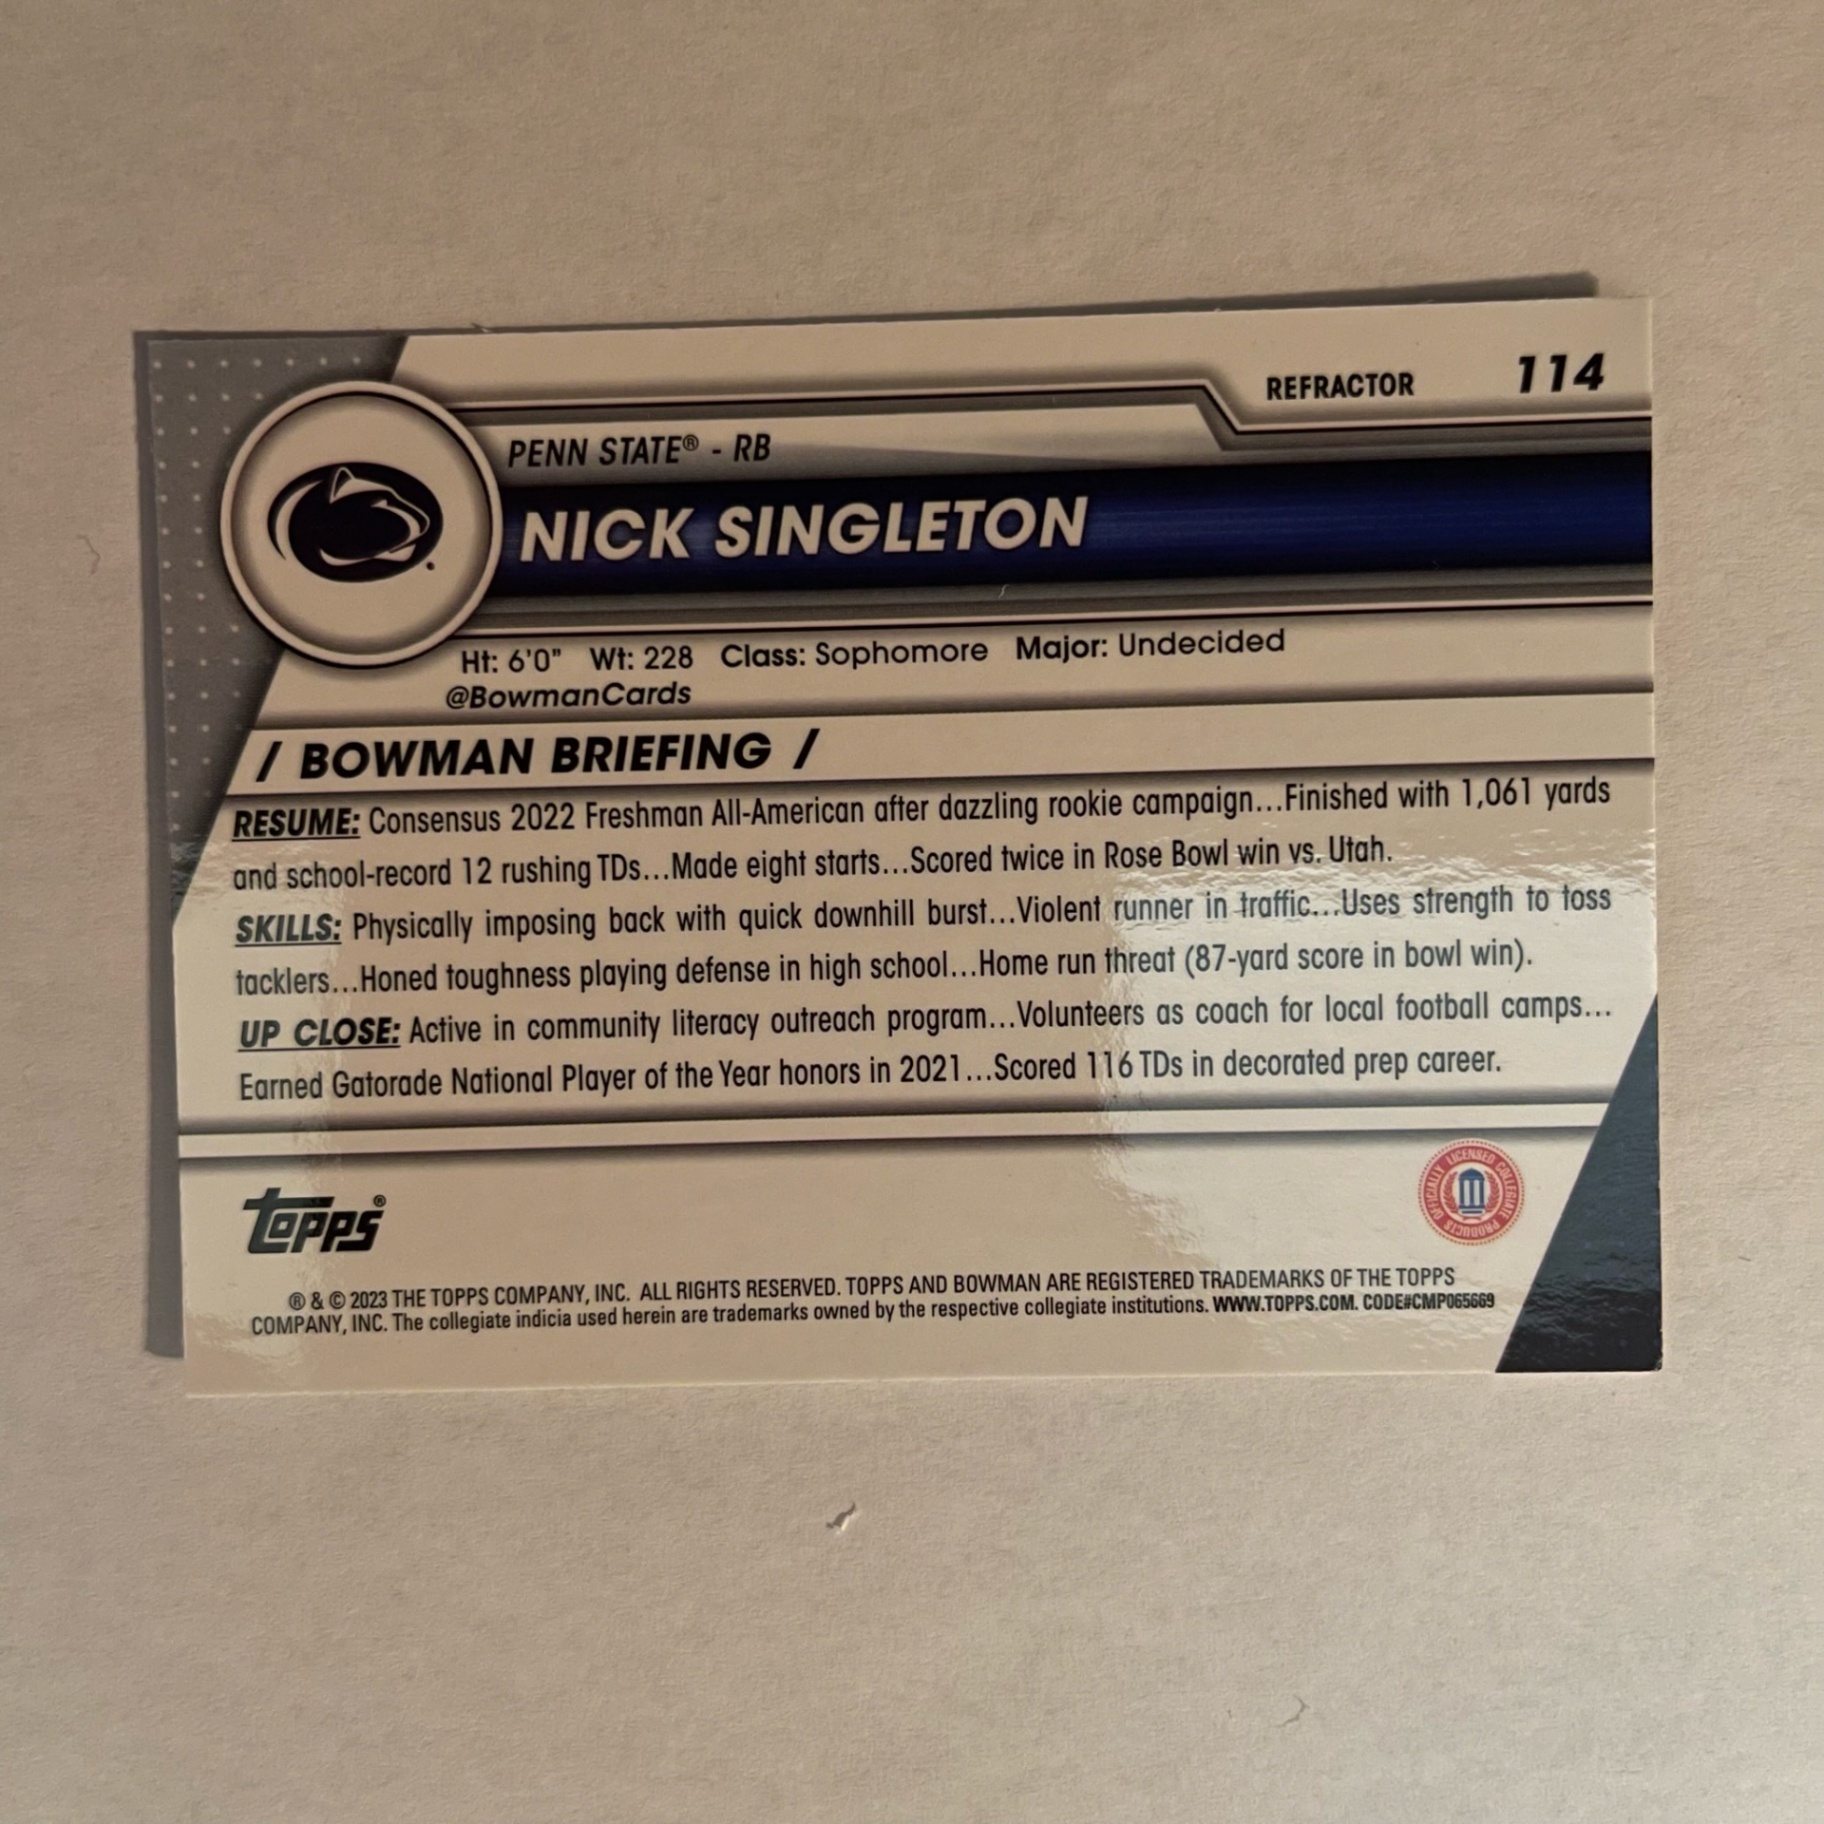 REFRACTOR 114
PENN STATE® - RB
NICK SINGLETON
Ht: 6'0" Wt: 228 Class: Sophomore Major: Undecided
@BowmanCards
/ BOWMAN BRIEFING /
RESUME: Consensus 2022 Freshman All-American after dazzling rookie campaign...Finished with 1,061 yards
and school-record 12 rushing TDs...Made eight starts...Scored twice in Rose Bowl win vs. Utah.
SKILLS: Physically imposing back with quick downhill burst...Violent runner in traffic...Uses strength to toss
tacklers...Honed toughness playing defense in high school...Home run threat (87-yard score in bowl win).
UP CLOSE: Active in community literacy outreach program...Volunteers as coach for local football camps...
Earned Gatorade National Player of the Year honors in 2021...Scored 116 TDs in decorated prep career.
OFFICIALLY LICENSED COLLEGIATE PRODUCTS
Topps®
® & © 2023 THE TOPPS COMPANY, INC. ALL RIGHTS RESERVED. TOPPS AND BOWMAN ARE REGISTERED TRADEMARKS OF THE TOPPS
COMPANY, INC. The collegiate indicia used herein are trademarks owned by the respective collegiate institutions. WWW.TOPPS.COM. CODE#CMP065669